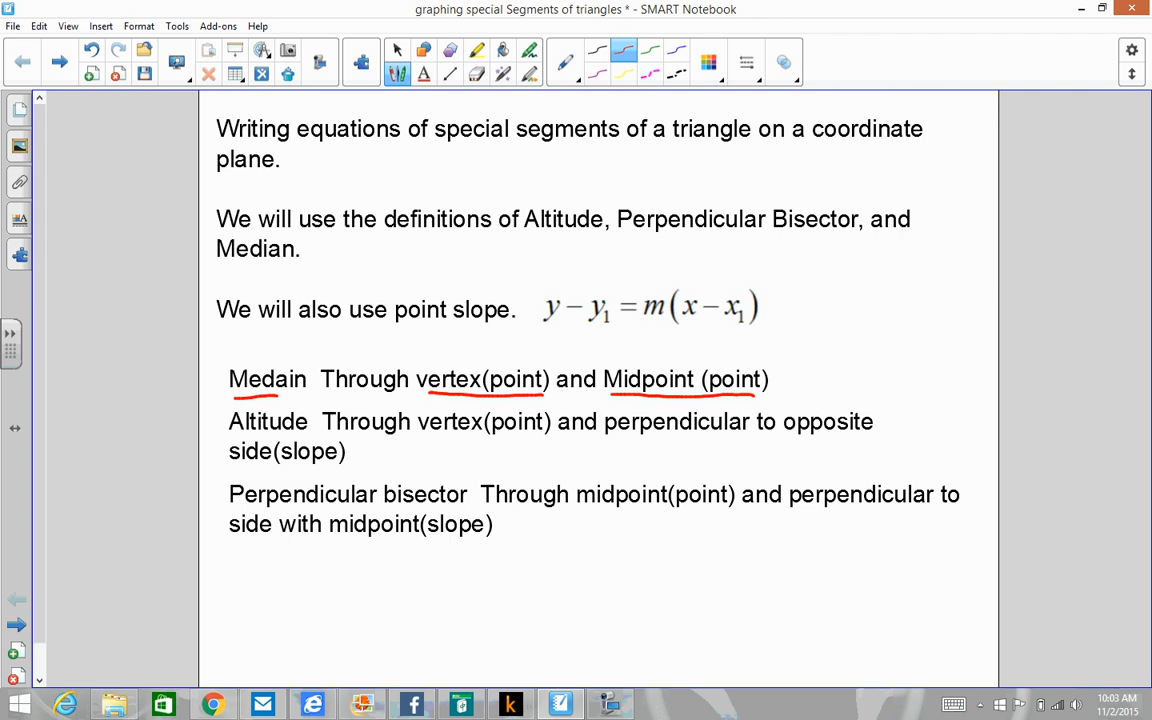 graphing special Segments of triangles * - SMART Notebook
File Edit View Insert Format Tools Add-ons Help
Writing equations of special segments of a triangle on a coordinate
plane.
We will use the definitions of Altitude, Perpendicular Bisector, and
Median.
We will also use point slope. y − y₁ = m(x − x₁)
Medain Through vertex(point) and Midpoint (point)
Altitude Through vertex(point) and perpendicular to opposite
side(slope)
Perpendicular bisector Through midpoint(point) and perpendicular to
side with midpoint(slope)
10:03 AM
11/2/2015